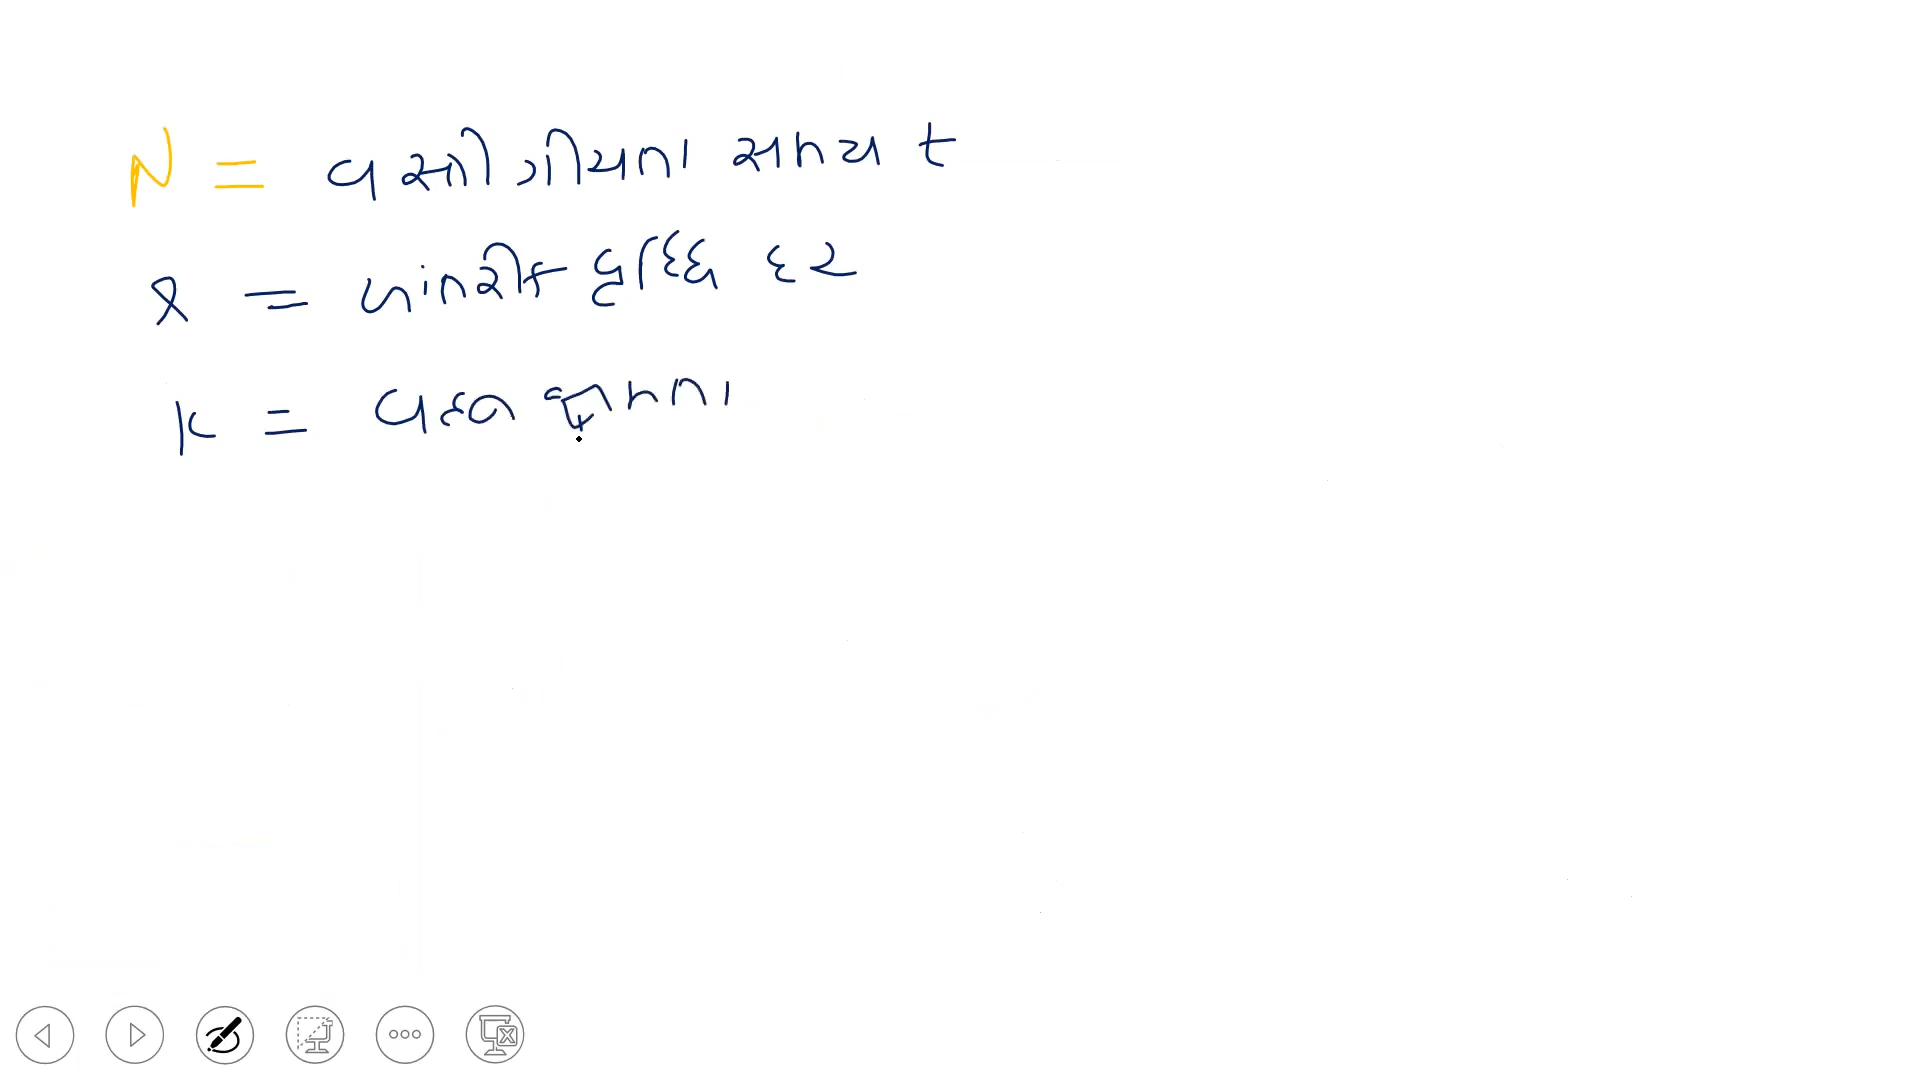 N = વસ્તી ગીચતા સમય t
r = આંતરીક વૃદ્ધિ દર
K = વહન ક્ષમતા